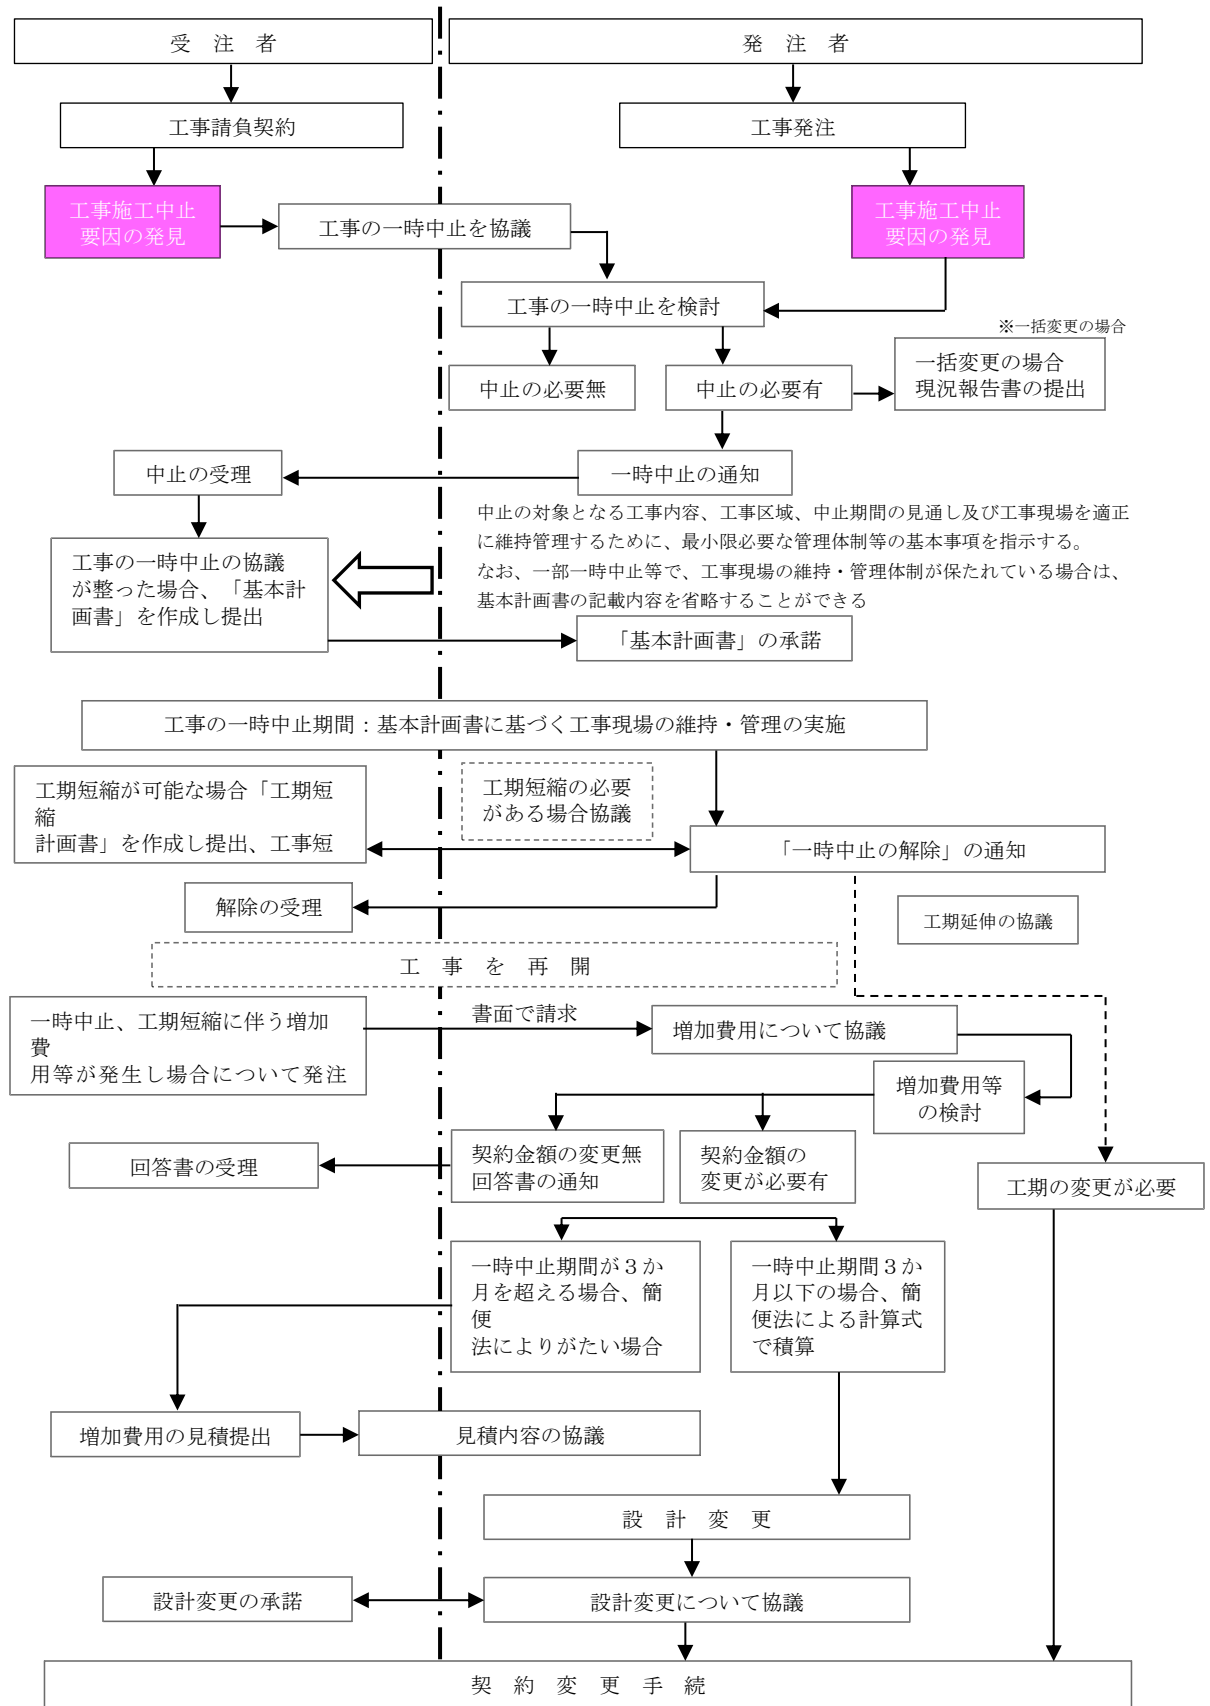 受 注 者
発 注 者
工事請負契約
工事発注
工事施工中止
要因の発見
工事の一時中止を協議
工事施工中止
要因の発見
工事の一時中止を検討
※一括変更の場合
中止の必要無
中止の必要有
一括変更の場合
現況報告書の提出
中止の受理
一時中止の通知
中止の対象となる工事内容、工事区域、中止期間の見通し及び工事現場を適正
に維持管理するために、最小限必要な管理体制等の基本事項を指示する。
なお、一部一時中止等で、工事現場の維持・管理体制が保たれている場合は、
基本計画書の記載内容を省略することができる
工事の一時中止の協議
が整った場合、「基本計
画書」を作成し提出
「基本計画書」の承諾
工事の一時中止期間：基本計画書に基づく工事現場の維持・管理の実施
工期短縮が可能な場合「工期短
縮
計画書」を作成し提出、工事短
工期短縮の必要
がある場合協議
「一時中止の解除」の通知
解除の受理
工期延伸の協議
工 事 を 再 開
一時中止、工期短縮に伴う増加
費
用等が発生し場合について発注
書面で請求
増加費用について協議
増加費用等
の検討
回答書の受理
契約金額の変更無
回答書の通知
契約金額の
変更が必要有
工期の変更が必要
一時中止期間が３か
月を超える場合、簡
便
法によりがたい場合
一時中止期間３か
月以下の場合、簡
便法による計算式
で積算
増加費用の見積提出
見積内容の協議
設 計 変 更
設計変更の承諾
設計変更について協議
契 約 変 更 手 続